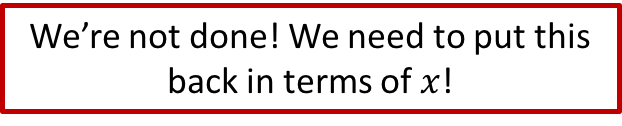 We’re not done! We need to put this
back in terms of 𝑥!